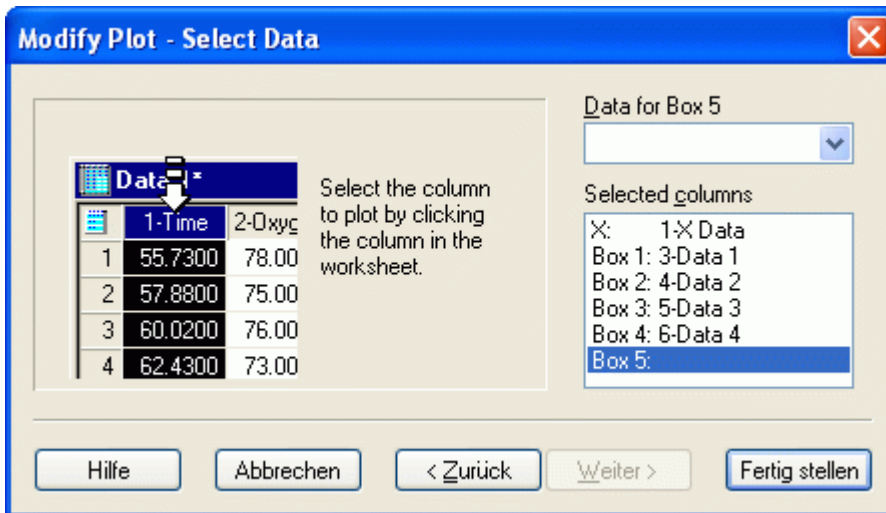 Modify Plot - Select Data
Data for Box 5
Data 1*
1-Time 2-Oxyg
1 55.7300 78.00
2 57.8800 75.00
3 60.0200 76.00
4 62.4300 73.00
Select the column
to plot by clicking
the column in the
worksheet.
Selected columns
X: 1-X Data
Box 1: 3-Data 1
Box 2: 4-Data 2
Box 3: 5-Data 3
Box 4: 6-Data 4
Box 5:
Hilfe
Abbrechen
< Zurück
Weiter >
Fertig stellen